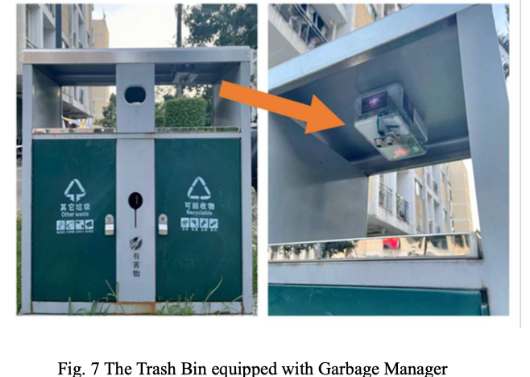 其它垃圾
Other waste
可回收物
Recyclable
有害物
Fig. 7 The Trash Bin equipped with Garbage Manager